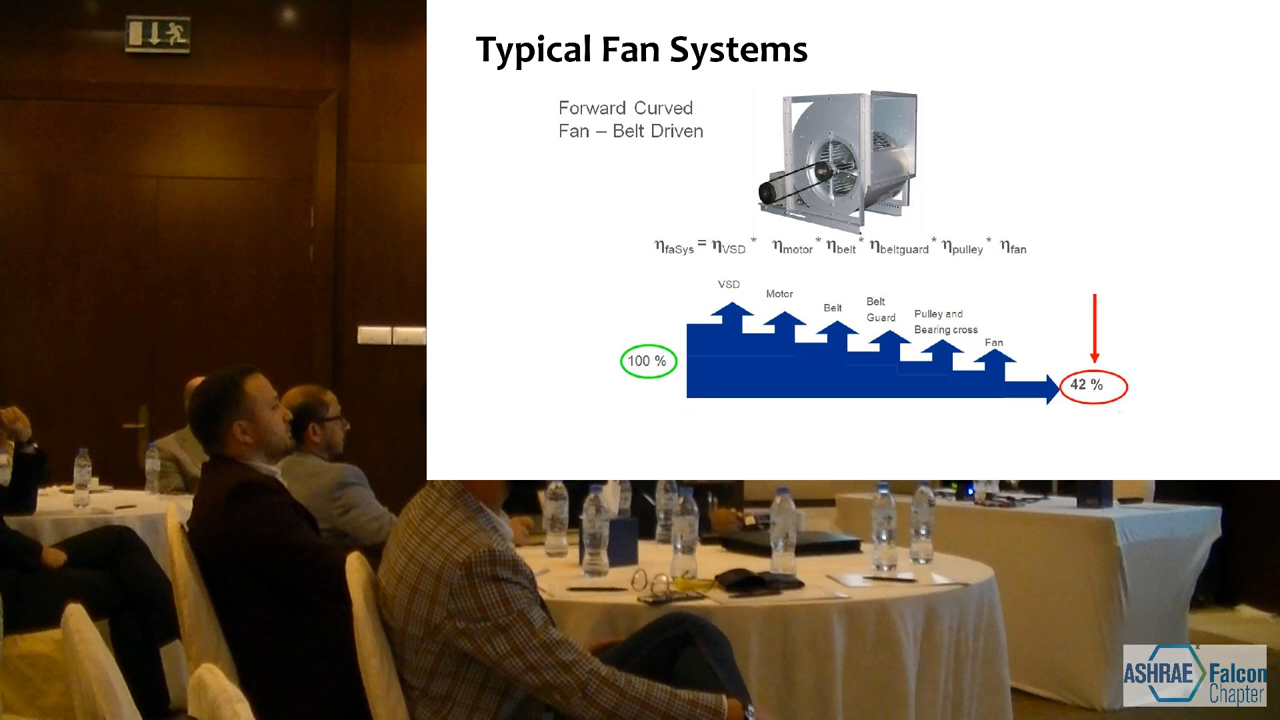 Typical Fan Systems
Forward Curved
Fan – Belt Driven
ηfaSys = ηVSD * ηmotor * ηbelt * ηbeltguard * ηpulley * ηfan
VSD
Motor
Belt
Belt
Guard
Pulley and
Bearing cross
Fan
100 %
42 %
ASHRAE Falcon
Chapter